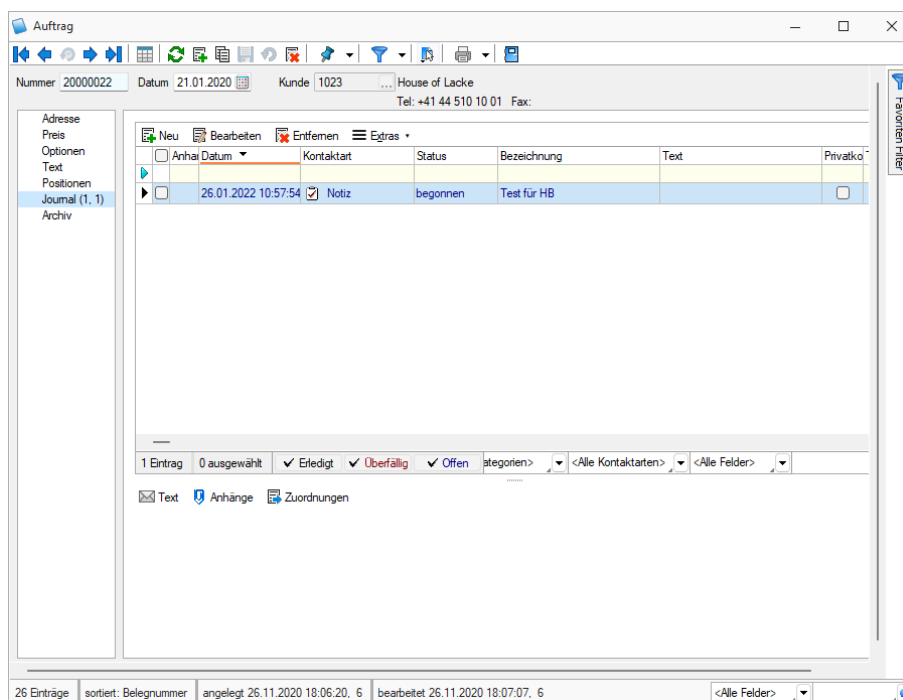 Auftrag
Nummer 20000022 Datum 21.01.2020 Kunde 1023 ... House of Lacke
Tel: +41 44 510 10 01 Fax:
Favoriten Filter
Adresse
Preis
Optionen
Text
Positionen
Journal (1, 1)
Archiv
Neu Bearbeiten Entfernen Extras
Anha Datum Kontaktart Status Bezeichnung Text Privatko
26.01.2022 10:57:54 Notiz begonnen Test für HB
1 Eintrag 0 ausgewählt Erledigt Überfällig Offen ategorien> <Alle Kontaktarten> <Alle Felder>
Text Anhänge Zuordnungen
26 Einträge sortiert: Belegnummer angelegt 26.11.2020 18:06:20, 6 bearbeitet 26.11.2020 18:07:07, 6 <Alle Felder>